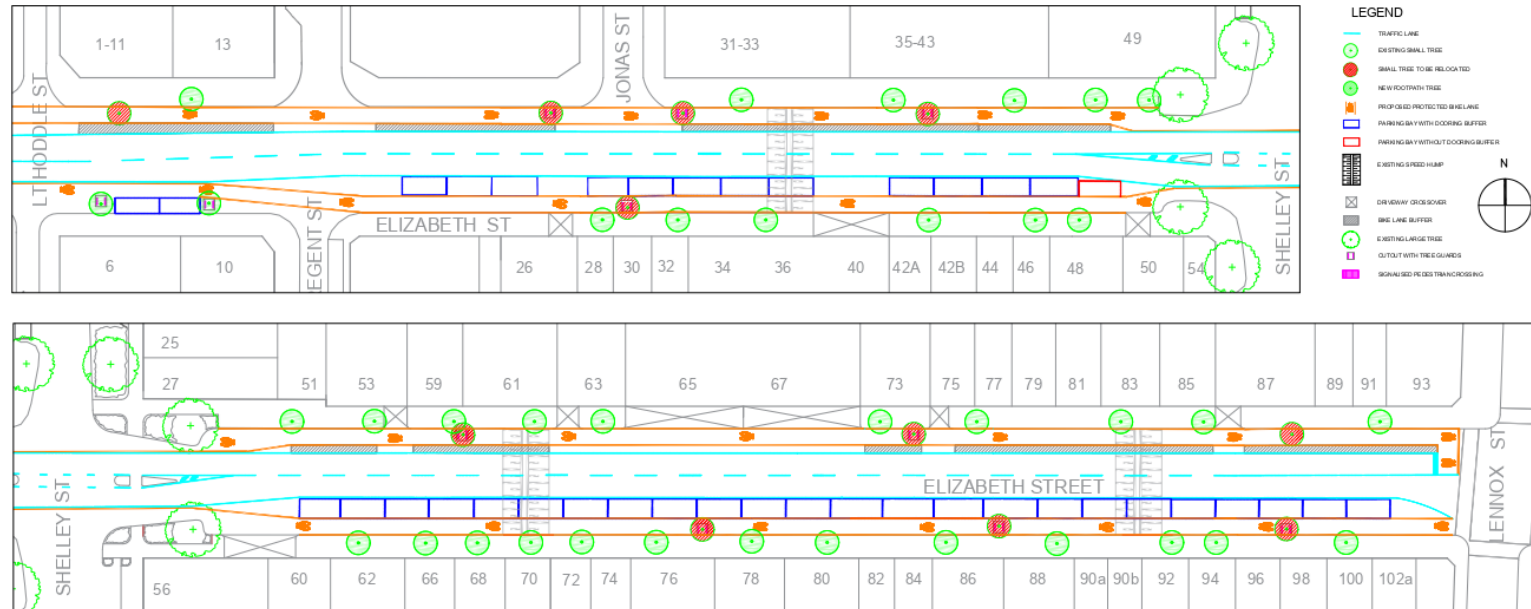 LEGEND
TRAFFIC LANE
EXISTING SMALL TREE
SMALL TREE TO BE RELOCATED
NEW FOOTPATH TREE
PROPOSED PROTECTED BIKE LANE
PARKING BAY WITH DOORING BUFFER
PARKING BAY WITHOUT DOORING BUFFER
EXISTING SPEED HUMP
DRIVEWAY CROSSOVER
BIKE LANE BUFFER
EXISTING LARGE TREE
CUTOUT WITH TREE GUARDS
SIGNALISED PEDESTRIAN CROSSING
N
1-11 13 31-33 35-43 49
LT HODDLE ST
JONAS ST
REGENT ST
ELIZABETH ST
SHELLEY ST
6 10 26 28 30 32 34 36 40 42A 42B 44 46 48 50 54
25
27 51 53 59 61 63 65 67 73 75 77 79 81 83 85 87 89 91 93
SHELLEY ST
ELIZABETH STREET
LENNOX ST
56 60 62 66 68 70 72 74 76 78 80 82 84 86 88 90a 90b 92 94 96 98 100 102a